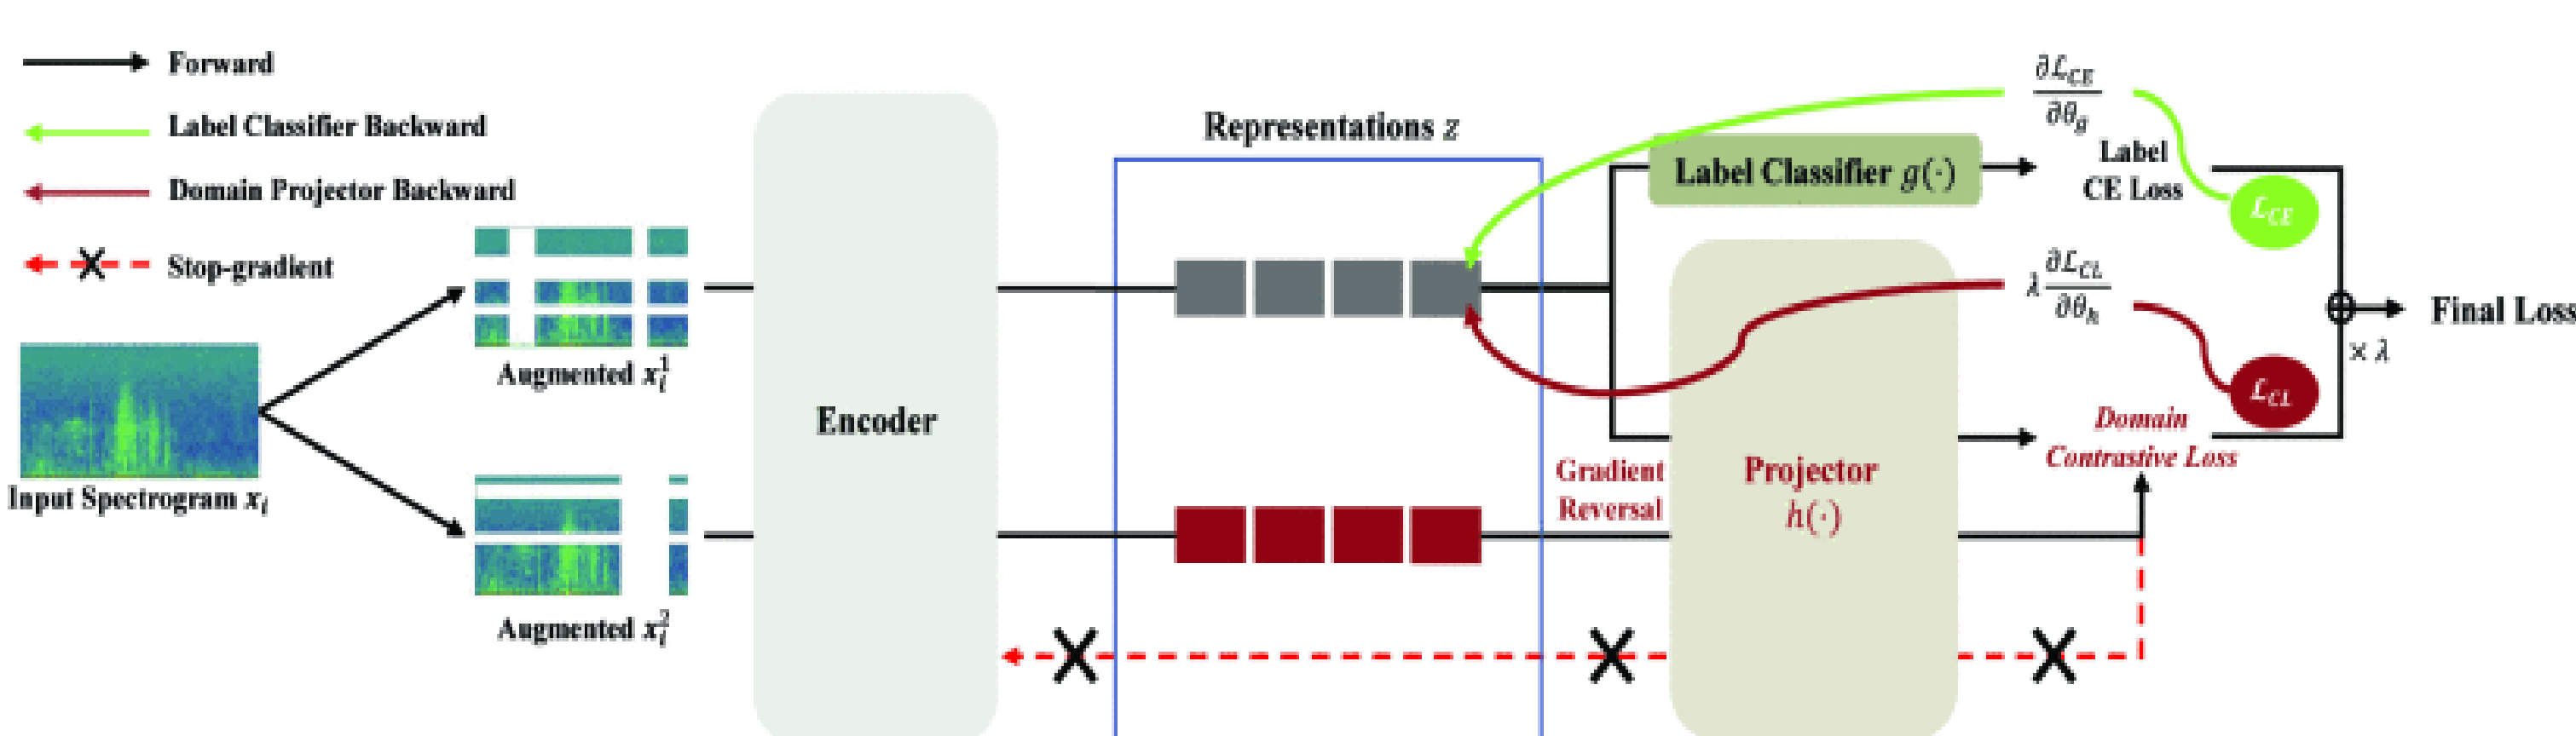 Forward
Label Classifier Backward
Domain Projector Backward
Stop-gradient
Input Spectrogram x_i
Augmented x_i^1
Augmented x_i^2
Encoder
Representations z
Label Classifier g(·)
Gradient
Reversal
Projector
h(·)
∂ℒ_CE
∂θ_g
Label
CE Loss
ℒ_CE
λ ∂ℒ_CL
∂θ_h
ℒ_CL
Domain
Contrastive Loss
× λ
Final Loss